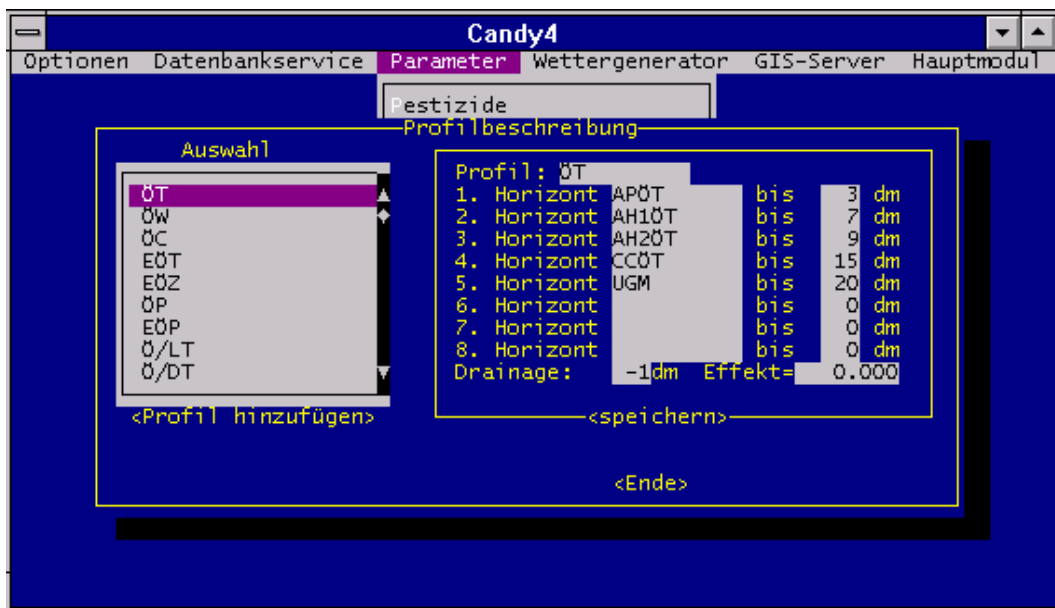 Candy4
Optionen Datenbankservice Parameter Wettergenerator GIS-Server Hauptmodul
Pestizide
Profilbeschreibung
Auswahl
ÖT
ÖW
ÖC
EÖT
EÖZ
ÖP
EÖP
Ö/LT
Ö/DT
<Profil hinzufügen>
Profil: ÖT
1. Horizont APÖT bis 3 dm
2. Horizont AH1ÖT bis 7 dm
3. Horizont AH2ÖT bis 9 dm
4. Horizont CCÖT bis 15 dm
5. Horizont UGM bis 20 dm
6. Horizont bis 0 dm
7. Horizont bis 0 dm
8. Horizont bis 0 dm
Drainage: -1dm Effekt= 0.000
<speichern>
<Ende>